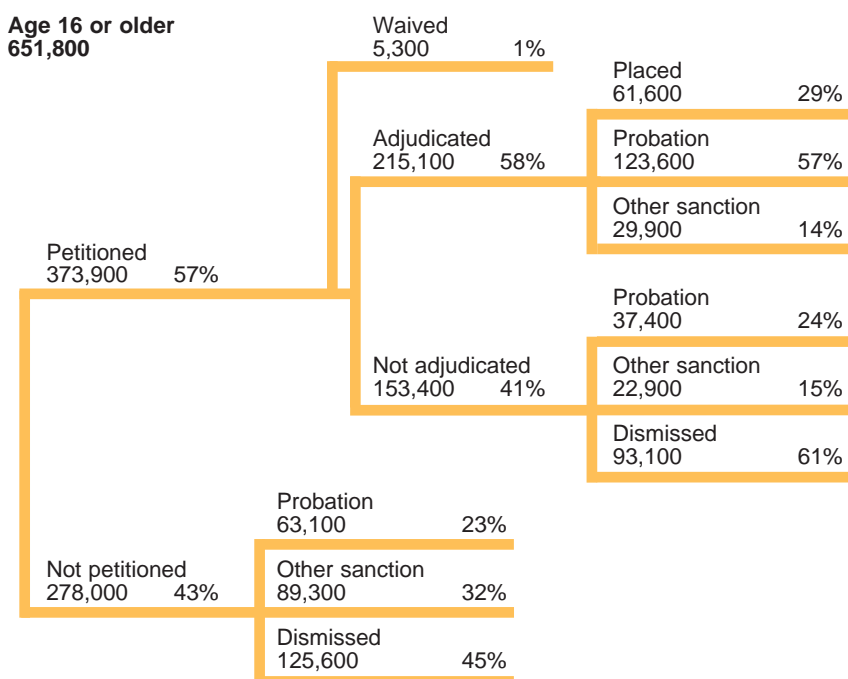 Age 16 or older
651,800
Waived
5,300 1%
Placed
61,600 29%
Adjudicated
215,100 58%
Probation
123,600 57%
Other sanction
29,900 14%
Petitioned
373,900 57%
Probation
37,400 24%
Not adjudicated
153,400 41%
Other sanction
22,900 15%
Dismissed
93,100 61%
Probation
63,100 23%
Not petitioned
278,000 43%
Other sanction
89,300 32%
Dismissed
125,600 45%